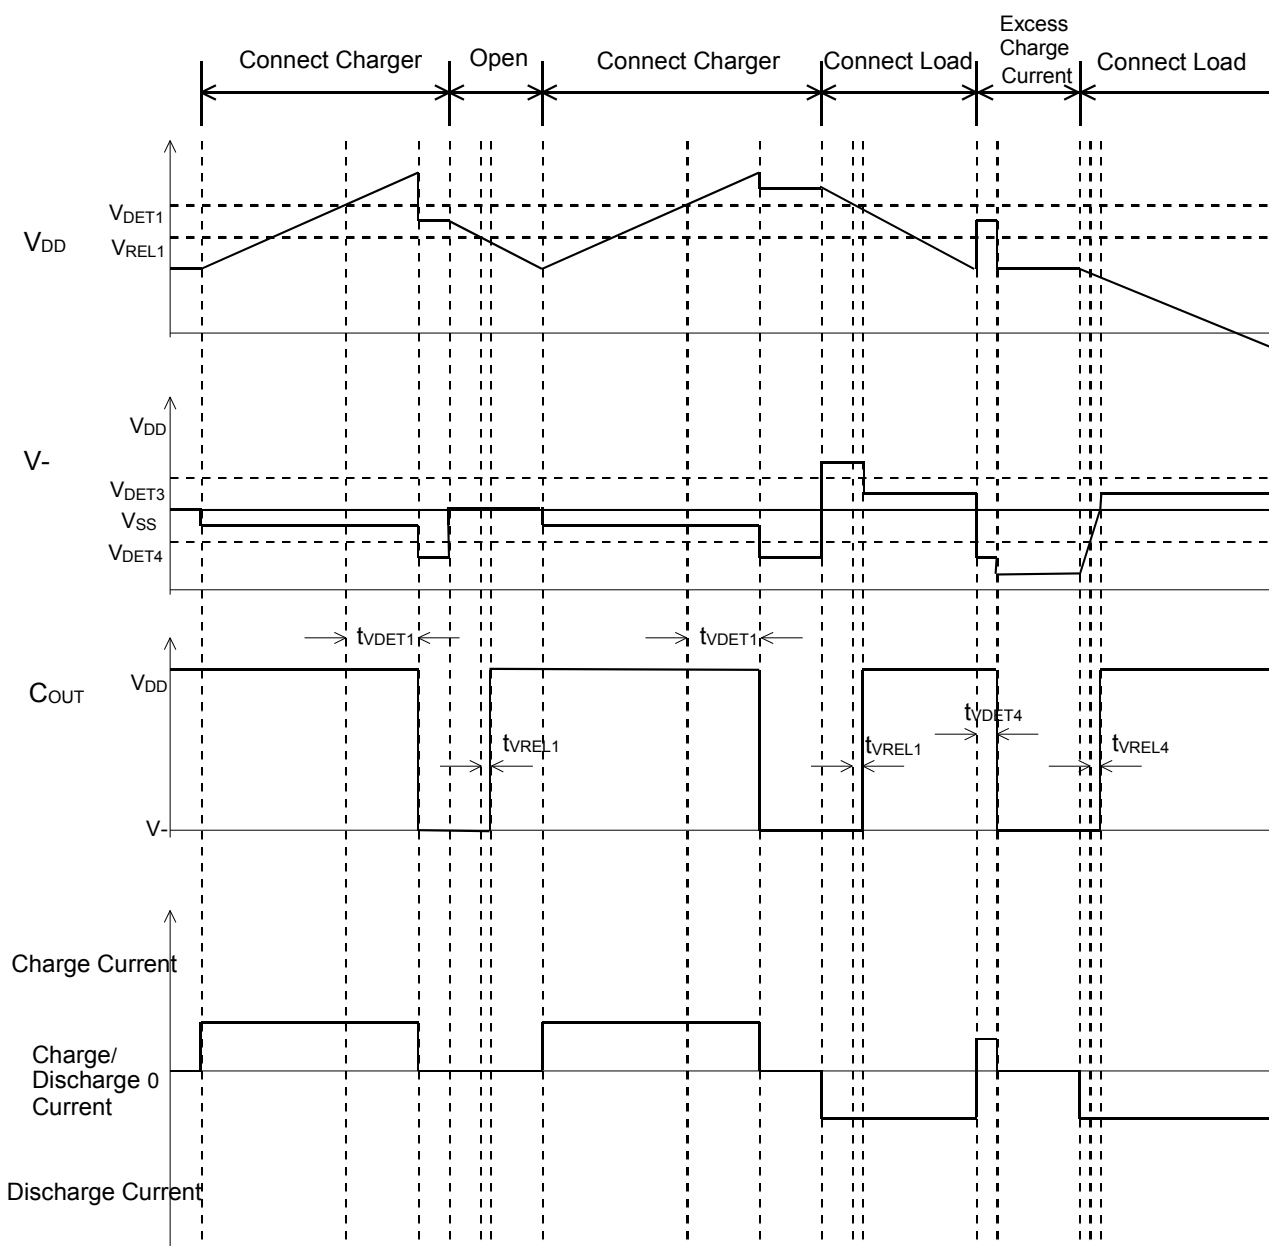 Connect Charger
Open
Connect Charger
Connect Load
Excess
Charge
Current
Connect Load
VDET1
VDD
VREL1
VDD
V-
VDET3
VSS
VDET4
tVDET1
tVDET1
COUT
VDD
tVDET4
tVREL1
tVREL1
tVREL4
V-
Charge Current
Charge/
Discharge 0
Current
Discharge Current